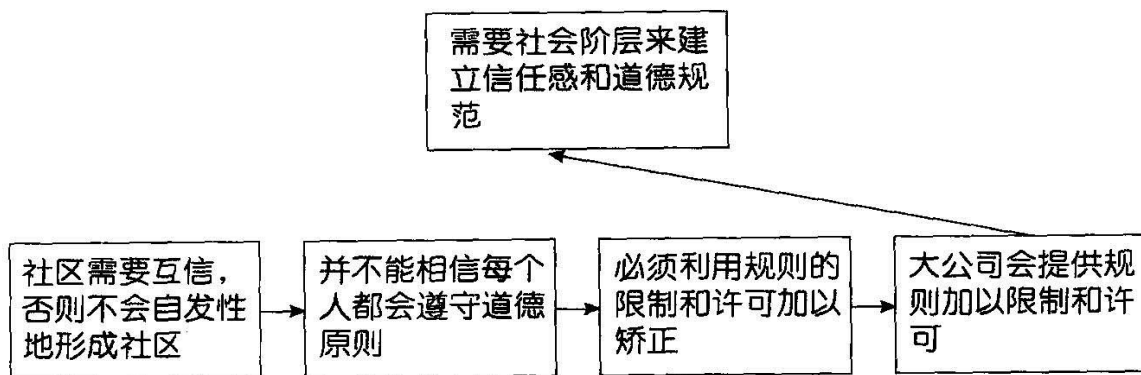 需要社会阶层来建
立信任感和道德规
范
社区需要互信，
否则不会自发性
地形成社区
并不能相信每个
人都会遵守道德
原则
必须利用规则的
限制和许可加以
矫正
大公司会提供规
则加以限制和许
可